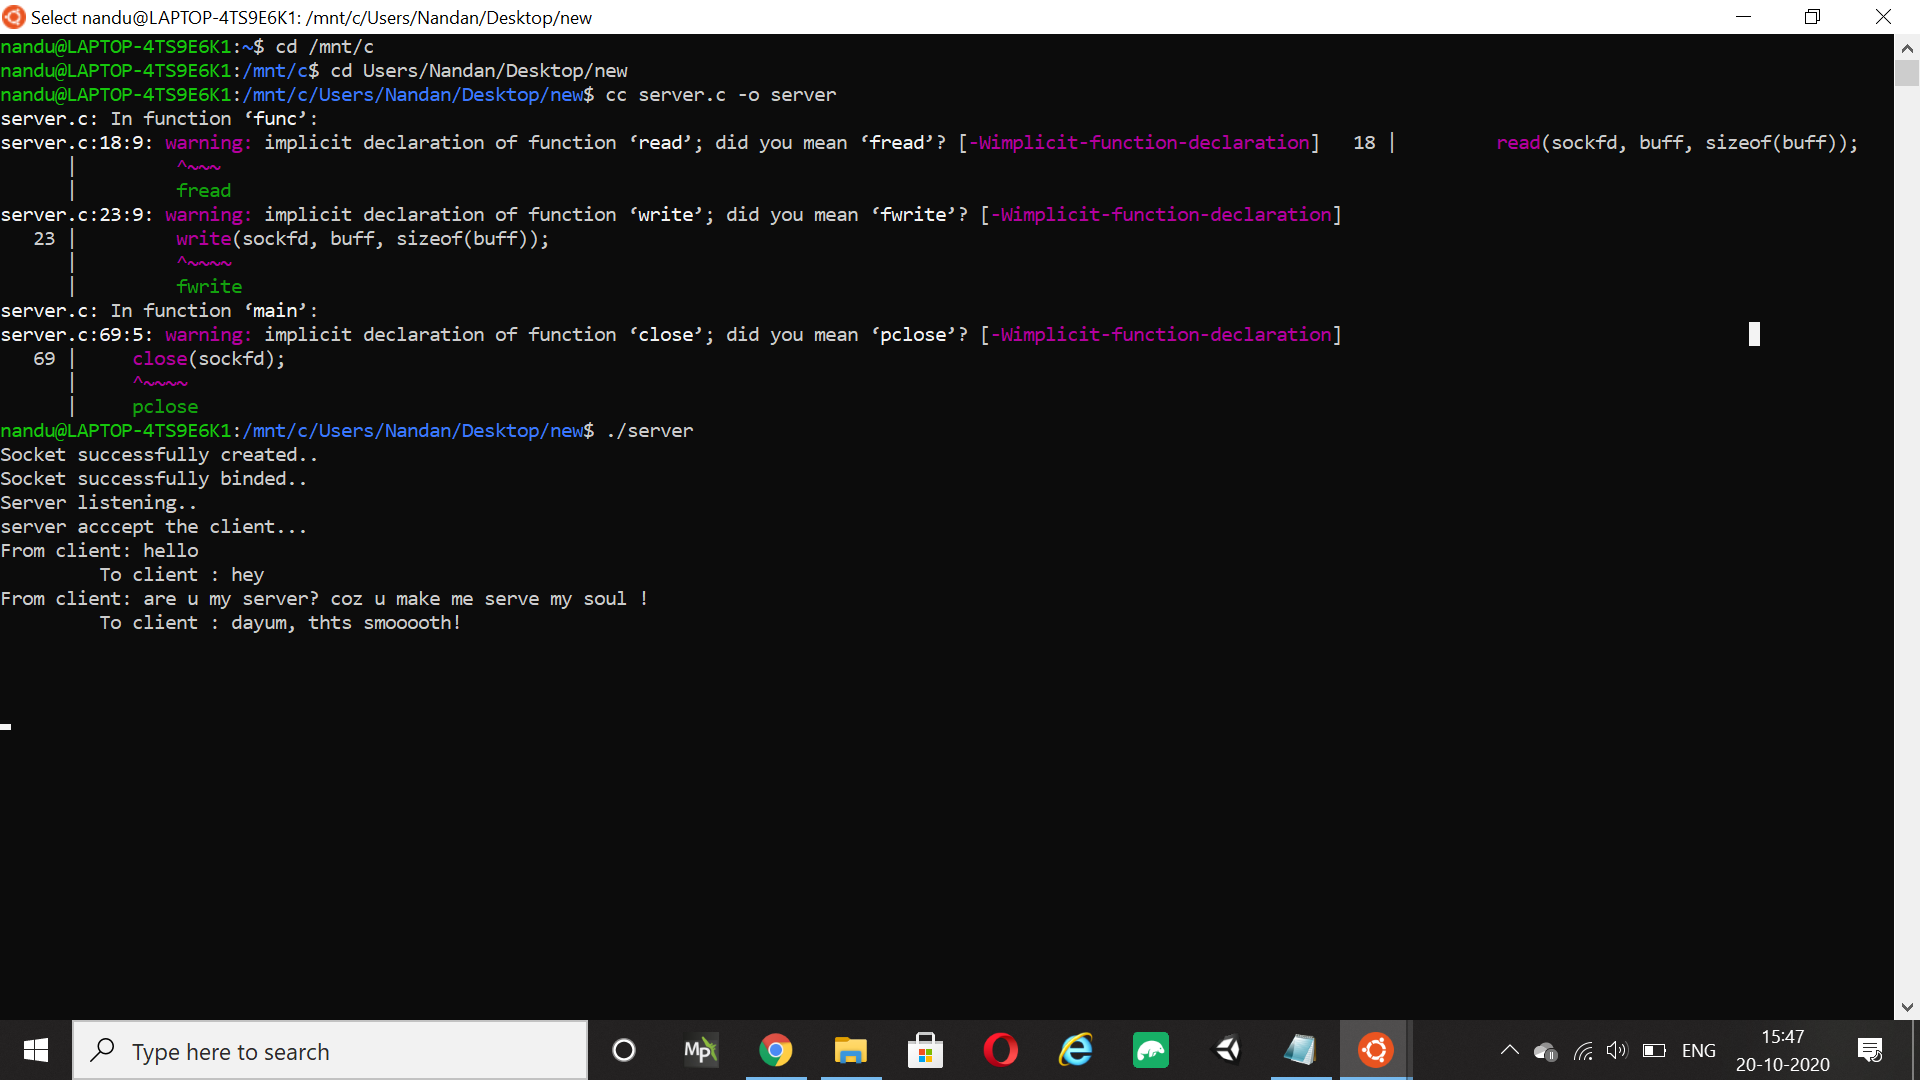 Select nandu@LAPTOP-4TS9E6K1: /mnt/c/Users/Nandan/Desktop/new
nandu@LAPTOP-4TS9E6K1:~$ cd /mnt/c
nandu@LAPTOP-4TS9E6K1:/mnt/c$ cd Users/Nandan/Desktop/new
nandu@LAPTOP-4TS9E6K1:/mnt/c/Users/Nandan/Desktop/new$ cc server.c -o server
server.c: In function ‘func’:
server.c:18:9: warning: implicit declaration of function ‘read’; did you mean ‘fread’? [-Wimplicit-function-declaration]   18 |         read(sockfd, buff, sizeof(buff));
      |         ^~~~
      |         fread
server.c:23:9: warning: implicit declaration of function ‘write’; did you mean ‘fwrite’? [-Wimplicit-function-declaration]
   23 |         write(sockfd, buff, sizeof(buff));
      |         ^~~~~
      |         fwrite
server.c: In function ‘main’:
server.c:69:5: warning: implicit declaration of function ‘close’; did you mean ‘pclose’? [-Wimplicit-function-declaration]
   69 |     close(sockfd);
      |     ^~~~~
      |     pclose
nandu@LAPTOP-4TS9E6K1:/mnt/c/Users/Nandan/Desktop/new$ ./server
Socket successfully created..
Socket successfully binded..
Server listening..
server acccept the client...
From client: hello
         To client : hey
From client: are u my server? coz u make me serve my soul !
         To client : dayum, thts smooooth!
Type here to search
Mp
ENG
15:47
20-10-2020